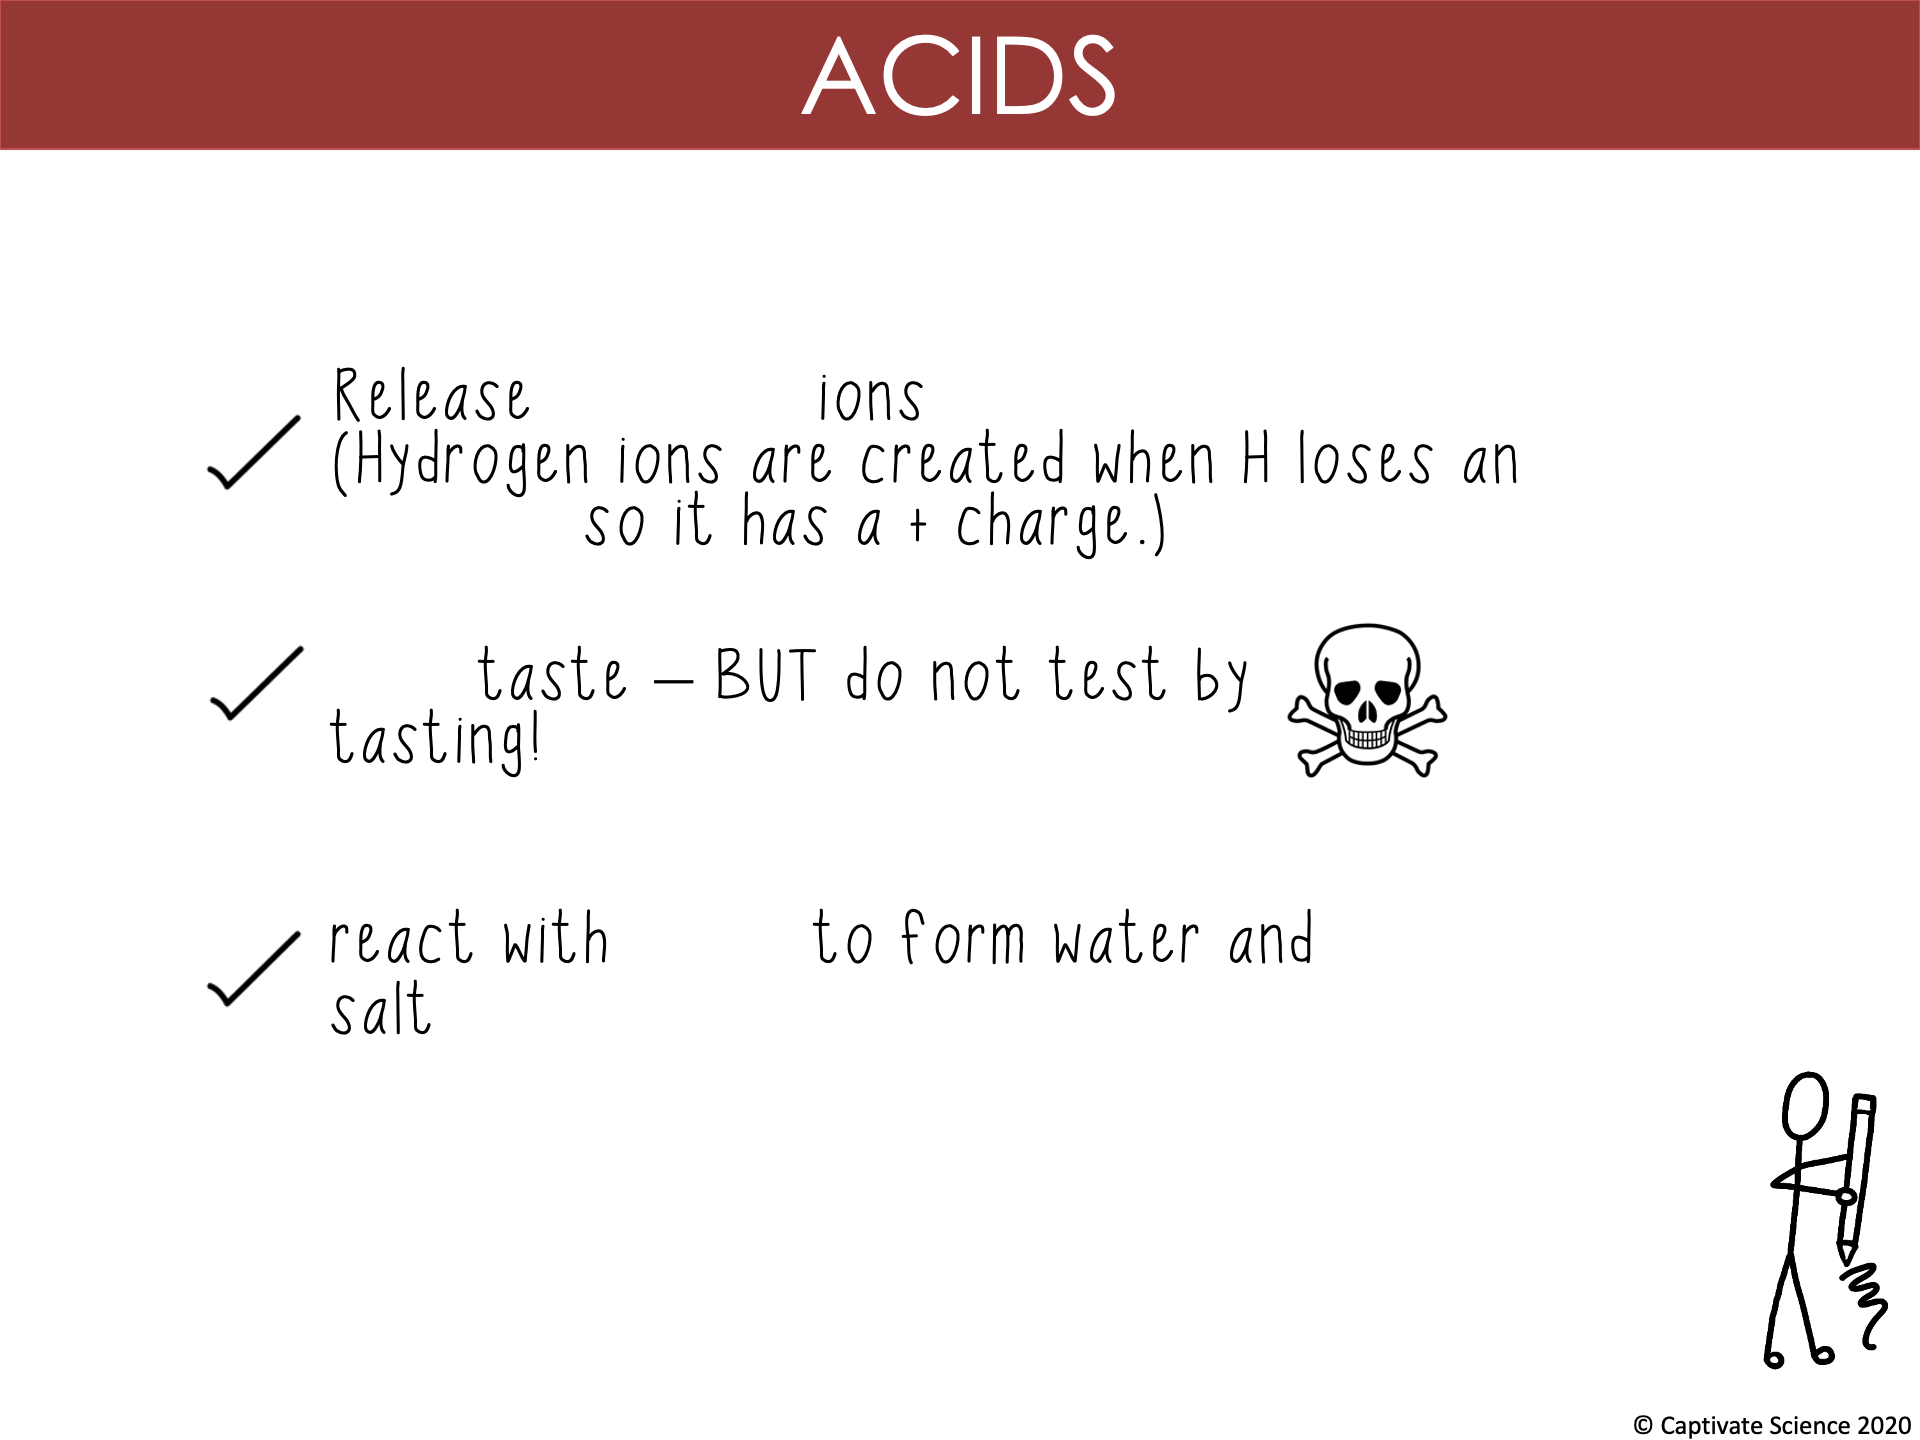 ACIDS
Release ions
(Hydrogen ions are created when H loses an
so it has a + charge.)
taste – BUT do not test by
tasting!
react with to form water and
salt
© Captivate Science 2020